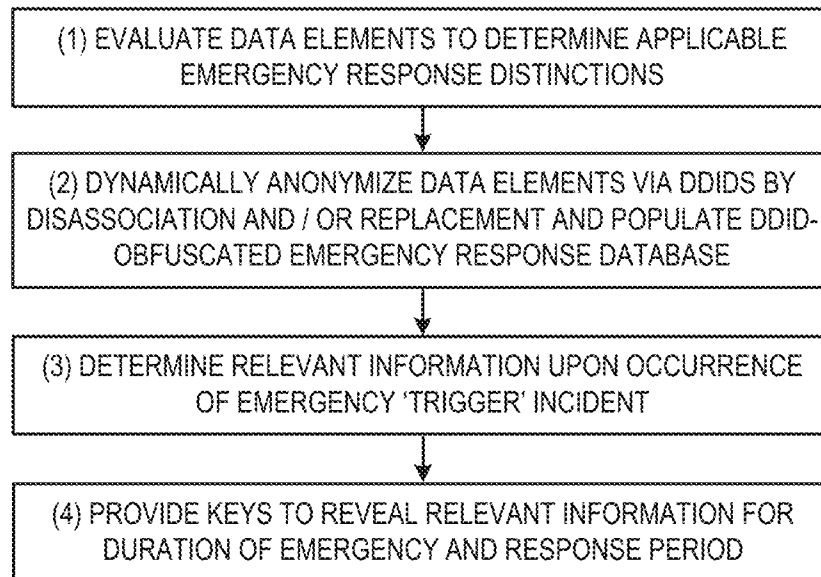 (1) EVALUATE DATA ELEMENTS TO DETERMINE APPLICABLE
EMERGENCY RESPONSE DISTINCTIONS
(2) DYNAMICALLY ANONYMIZE DATA ELEMENTS VIA DDIDS BY
DISASSOCIATION AND / OR REPLACEMENT AND POPULATE DDID-
OBFUSCATED EMERGENCY RESPONSE DATABASE
(3) DETERMINE RELEVANT INFORMATION UPON OCCURRENCE
OF EMERGENCY ‘TRIGGER’ INCIDENT
(4) PROVIDE KEYS TO REVEAL RELEVANT INFORMATION FOR
DURATION OF EMERGENCY AND RESPONSE PERIOD